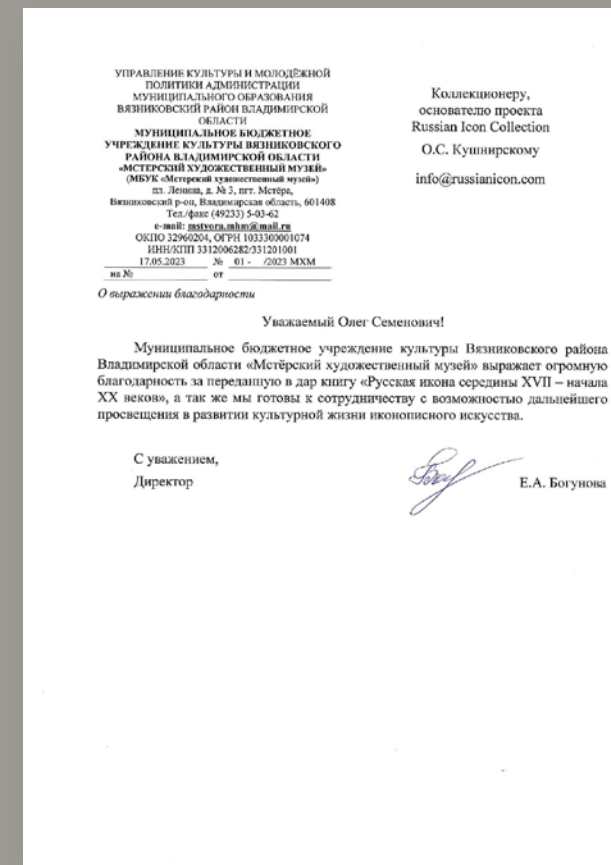 УПРАВЛЕНИЕ КУЛЬТУРЫ И МОЛОДЁЖНОЙ
ПОЛИТИКИ АДМИНИСТРАЦИИ
МУНИЦИПАЛЬНОГО ОБРАЗОВАНИЯ
ВЯЗНИКОВСКИЙ РАЙОН ВЛАДИМИРСКОЙ
ОБЛАСТИ
МУНИЦИПАЛЬНОЕ БЮДЖЕТНОЕ
УЧРЕЖДЕНИЕ КУЛЬТУРЫ ВЯЗНИКОВСКОГО
РАЙОНА ВЛАДИМИРСКОЙ ОБЛАСТИ
«МСТЕРСКИЙ ХУДОЖЕСТВЕННЫЙ МУЗЕЙ»
(МБУК «Мстерский художественный музей»)
пл. Ленина, д. № 3, пгт. Мстёра,
Вязниковский р-он, Владимирская область, 601408
Тел./факс (49233) 5-03-62
e-mail: mstyora.mhm@mail.ru
ОКПО 32960204, ОГРН 1033300001074
ИНН/КПП 3312006282/331201001
17.05.2023 № 01 - /2023 МХМ
на № от
Коллекционеру,
основателю проекта
Russian Icon Collection
О.С. Кушнирскому
info@russianicon.com
О выражении благодарности
Уважаемый Олег Семенович!
Муниципальное бюджетное учреждение культуры Вязниковского района
Владимирской области «Мстёрский художественный музей» выражает огромную
благодарность за переданную в дар книгу «Русская икона середины XVII – начала
XX веков», а так же мы готовы к сотрудничеству с возможностью дальнейшего
просвещения в развитии культурной жизни иконописного искусства.
С уважением,
Директор Е.А. Богунова